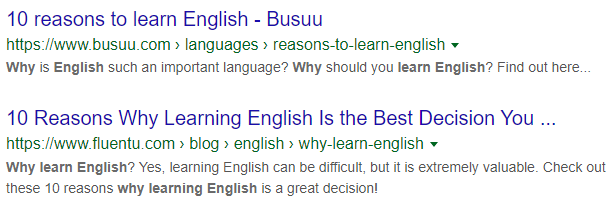 10 reasons to learn English - Busuu
https://www.busuu.com › languages › reasons-to-learn-english
Why is English such an important language? Why should you learn English? Find out here...
10 Reasons Why Learning English Is the Best Decision You ...
https://www.fluentu.com › blog › english › why-learn-english
Why learn English? Yes, learning English can be difficult, but it is extremely valuable. Check out
these 10 reasons why learning English is a great decision!